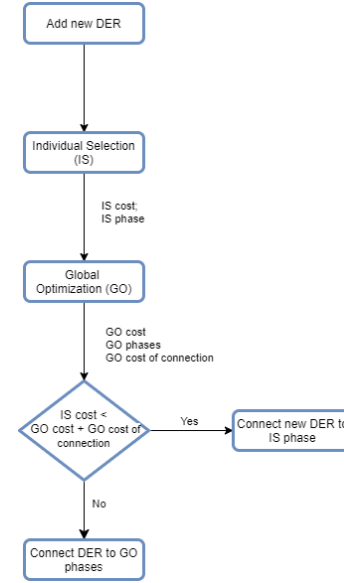 Add new DER
Individual Selection
(IS)
IS cost;
IS phase
Global
Optimization (GO)
GO cost
GO phases
GO cost of connection
IS cost <
GO cost + GO cost of
connection
Yes
Connect new DER to
IS phase
No
Connect DER to GO
phases